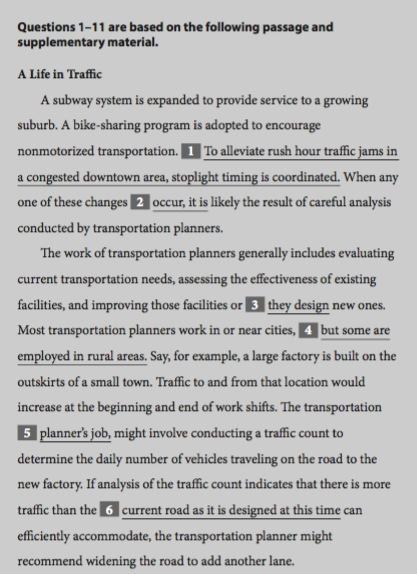 Questions 1–11 are based on the following passage and
supplementary material.
A Life in Traffic
A subway system is expanded to provide service to a growing
suburb. A bike-sharing program is adopted to encourage
nonmotorized transportation. 1 To alleviate rush hour traffic jams in
a congested downtown area, stoplight timing is coordinated. When any
one of these changes 2 occur, it is likely the result of careful analysis
conducted by transportation planners.
The work of transportation planners generally includes evaluating
current transportation needs, assessing the effectiveness of existing
facilities, and improving those facilities or 3 they design new ones.
Most transportation planners work in or near cities, 4 but some are
employed in rural areas. Say, for example, a large factory is built on the
outskirts of a small town. Traffic to and from that location would
increase at the beginning and end of work shifts. The transportation
5 planner's job, might involve conducting a traffic count to
determine the daily number of vehicles traveling on the road to the
new factory. If analysis of the traffic count indicates that there is more
traffic than the 6 current road as it is designed at this time can
efficiently accommodate, the transportation planner might
recommend widening the road to add another lane.